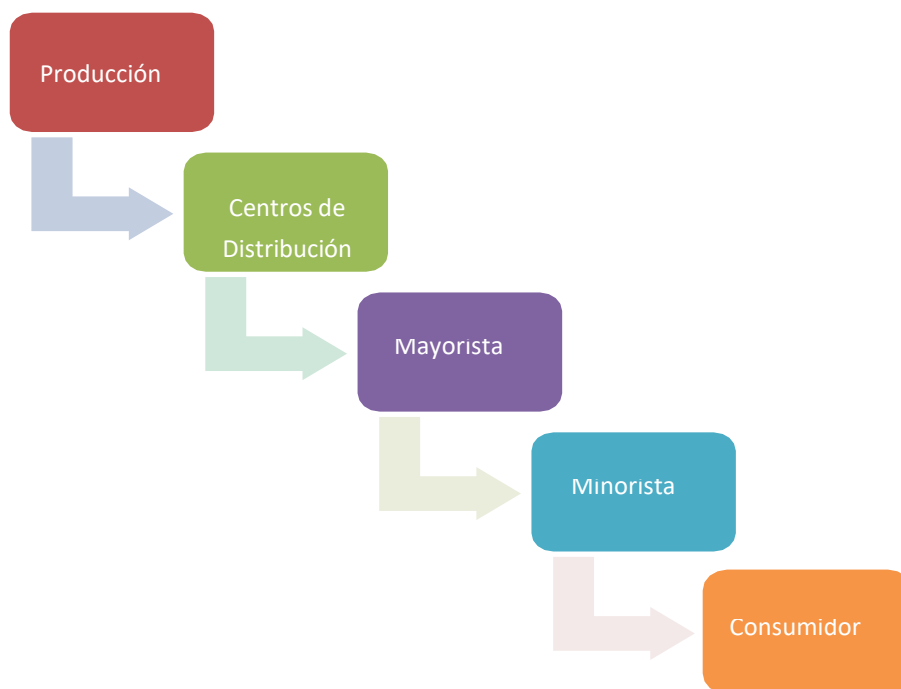 Producción
Centros de
Distribución
Mayorista
Minorista
Consumidor